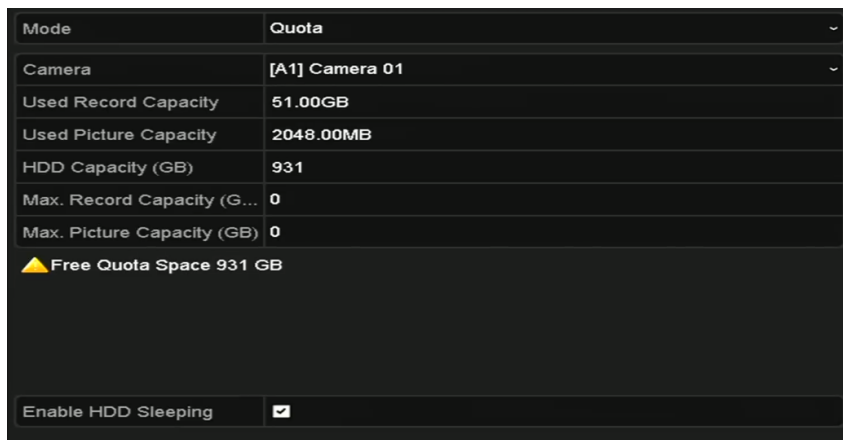 Mode Quota
Camera [A1] Camera 01
Used Record Capacity 51.00GB
Used Picture Capacity 2048.00MB
HDD Capacity (GB) 931
Max. Record Capacity (G... 0
Max. Picture Capacity (GB) 0
Free Quota Space 931 GB
Enable HDD Sleeping